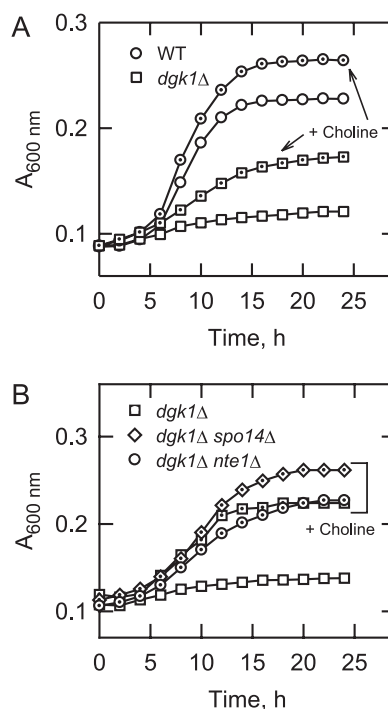 A
0.3
WT
dgk1Δ
+ Choline
0.2
0.1
A600 nm
0 5 10 15 20 25
Time, h
B
dgk1Δ
dgk1Δ spo14Δ
dgk1Δ nte1Δ
0.3
+ Choline
0.2
0.1
A600 nm
0 5 10 15 20 25
Time, h